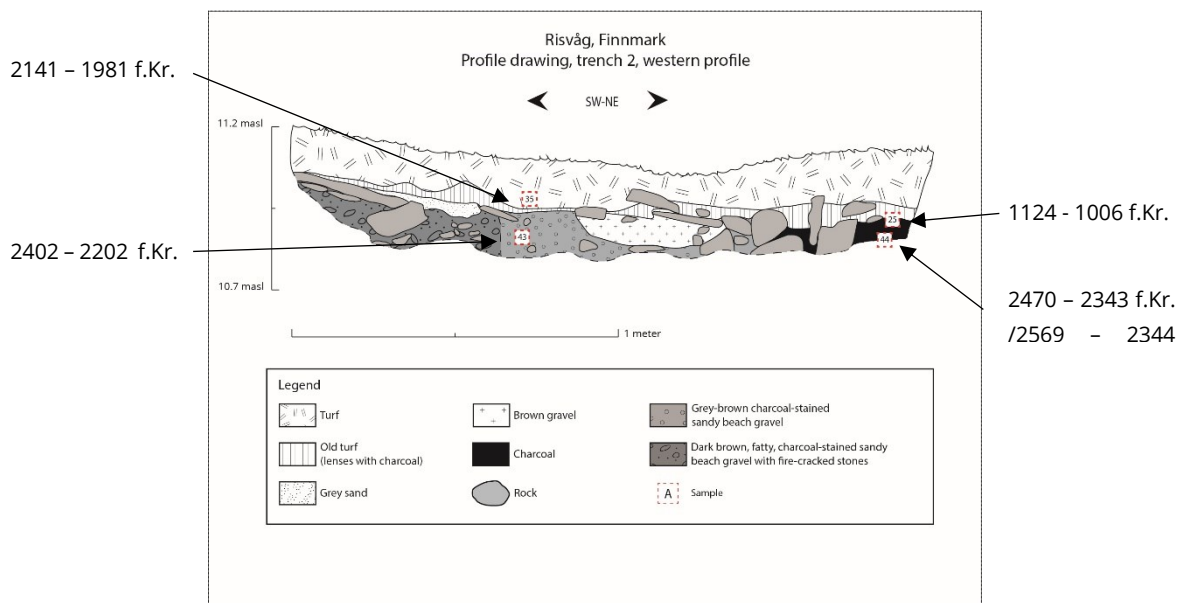 Risvåg, Finnmark
Profile drawing, trench 2, western profile
SW-NE
2141 – 1981 f.Kr.
11.2 masl
35
25
1124 - 1006 f.Kr.
2402 – 2202 f.Kr.
43
44
10.7 masl
2470 – 2343 f.Kr.
/2569 – 2344
1 meter
Legend
Turf
Brown gravel
Grey-brown charcoal-stained
sandy beach gravel
Old turf
(lenses with charcoal)
Charcoal
Dark brown, fatty, charcoal-stained sandy
beach gravel with fire-cracked stones
Grey sand
Rock
A
Sample